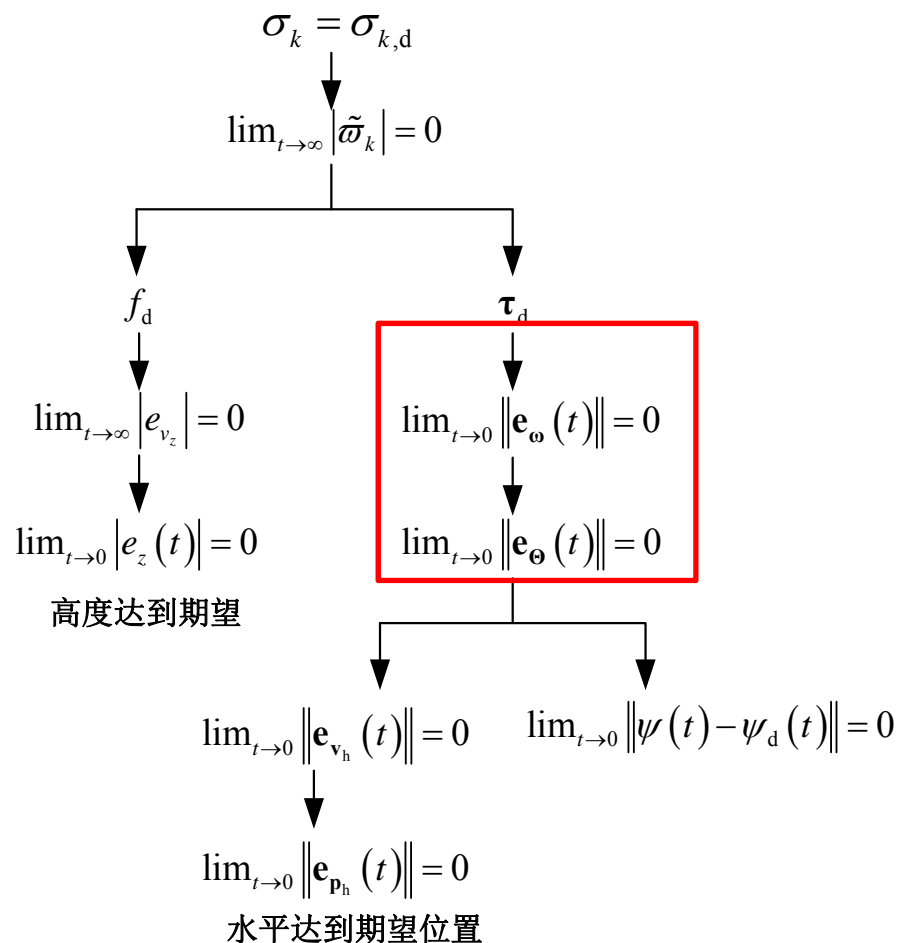 σ_k = σ_{k,d}
lim_{t→∞} |ϖ̃_k| = 0
f_d
τ_d
lim_{t→∞} |e_{v_z}| = 0
lim_{t→0} ‖e_ω(t)‖ = 0
lim_{t→0} |e_z(t)| = 0
lim_{t→0} ‖e_Θ(t)‖ = 0
高度达到期望
lim_{t→0} ‖e_{v_h}(t)‖ = 0
lim_{t→0} ‖ψ(t) − ψ_d(t)‖ = 0
lim_{t→0} ‖e_{p_h}(t)‖ = 0
水平达到期望位置